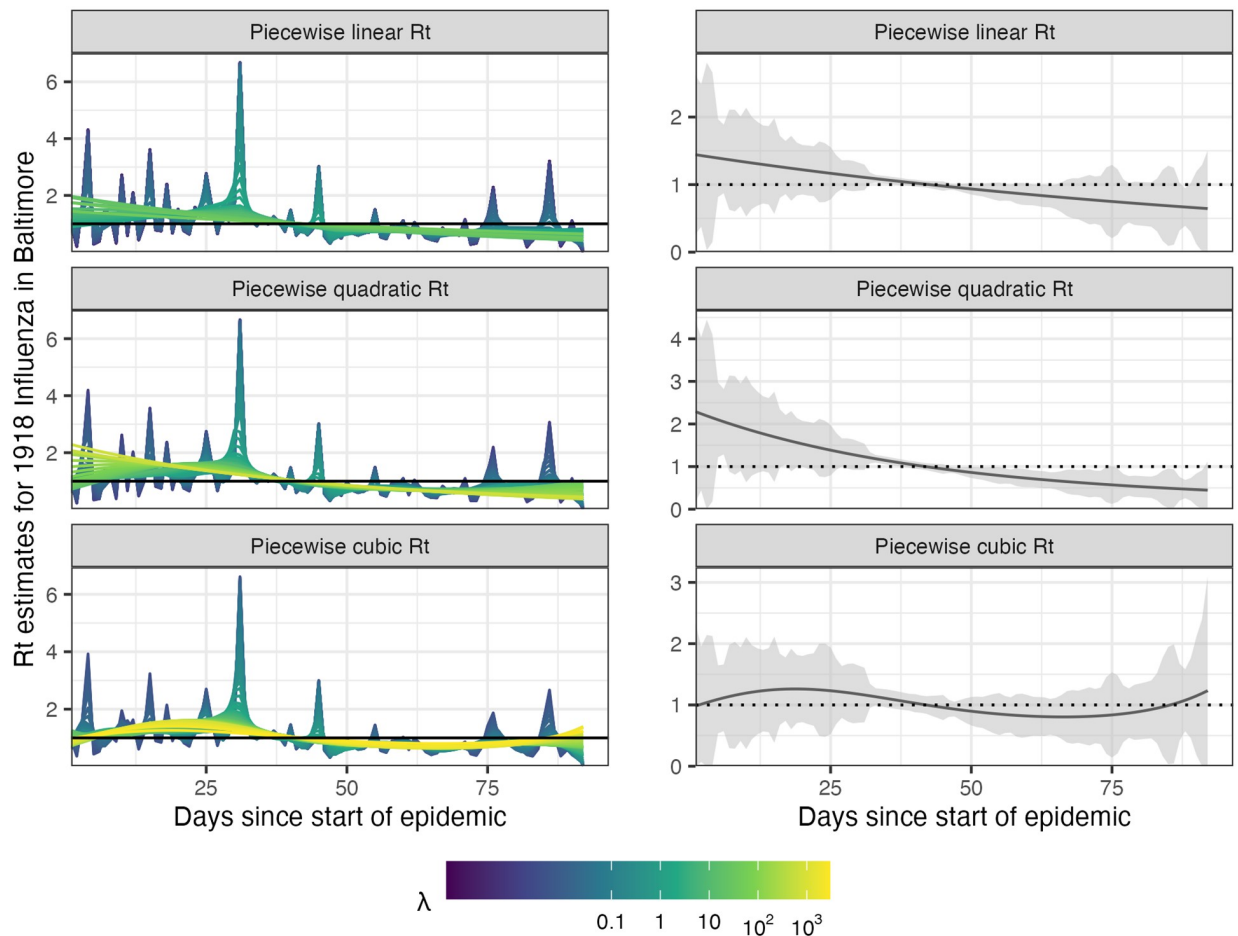 Rt estimates for 1918 Influenza in Baltimore
Piecewise linear Rt
6
4
2
Piecewise quadratic Rt
6
4
2
Piecewise cubic Rt
6
4
2
25 50 75
Days since start of epidemic
Piecewise linear Rt
2
1
0
Piecewise quadratic Rt
4
3
2
1
0
Piecewise cubic Rt
3
2
1
0
25 50 75
Days since start of epidemic
λ
0.1 1 10 10² 10³